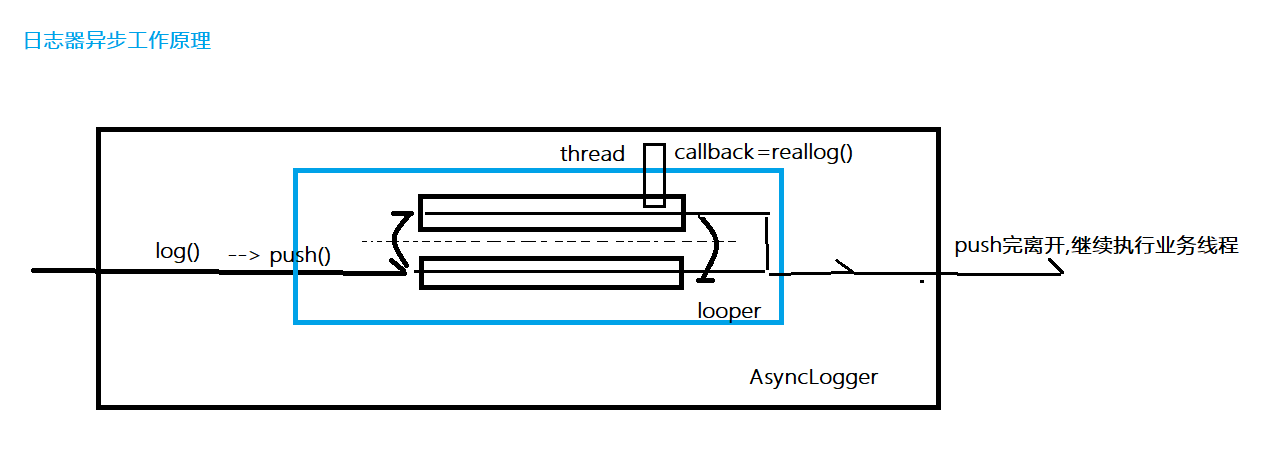 日志器异步工作原理
thread
callback=reallog()
log()
--> push()
push完离开,继续执行业务线程
looper
AsyncLogger